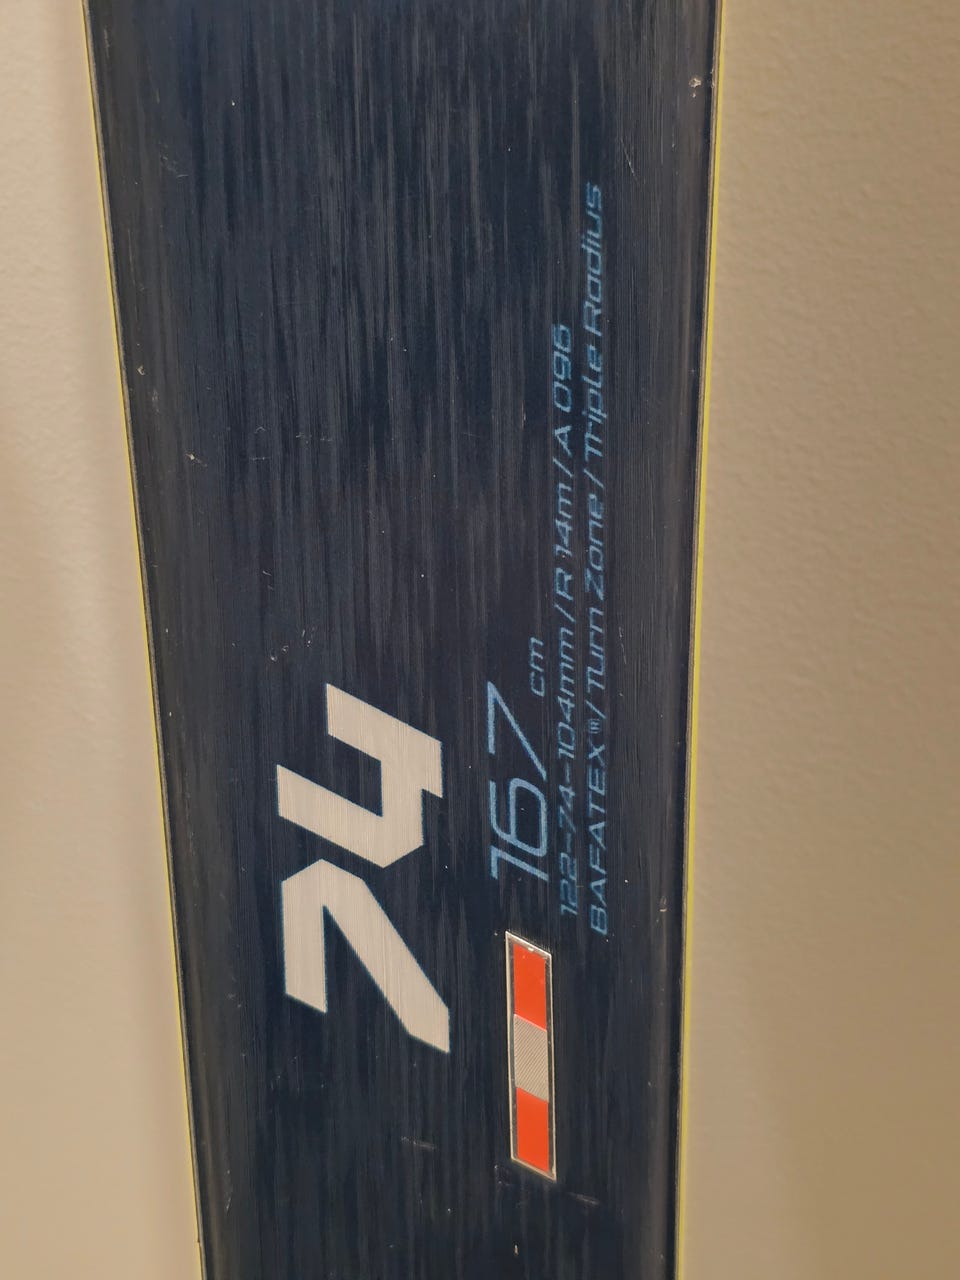 74
167 cm
122-74-104mm/R 14m/A 096
BAFATEX®/Turn Zone/Triple Radius